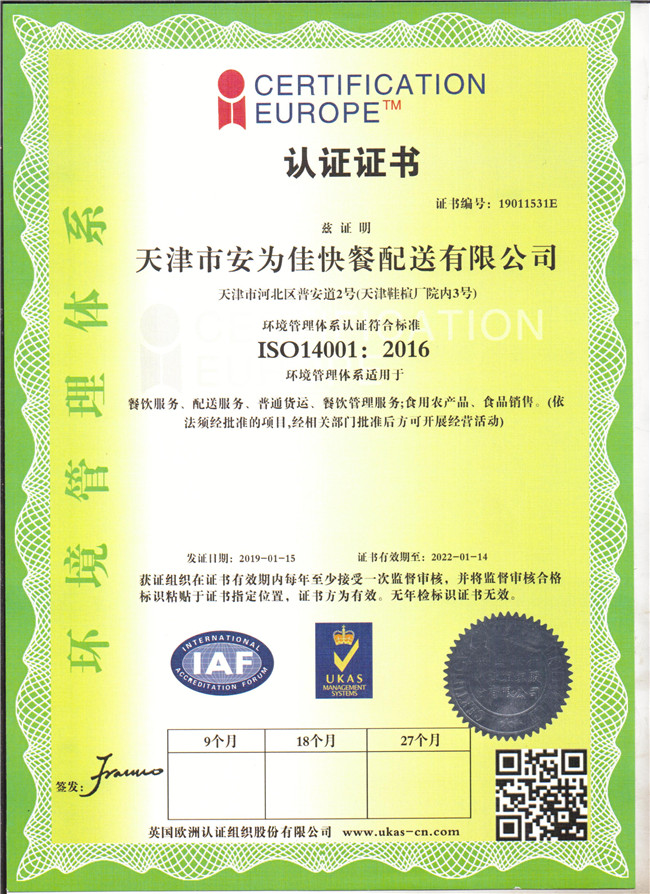 CERTIFICATION
EUROPE™
认证证书
证书编号：19011531E
兹证明
天津市安为佳快餐配送有限公司
天津市河北区普安道2号(天津鞋楦厂院内3号)
CERTIFICATION
EUROPE
环境管理体系认证符合标准
ISO14001：2016
环境管理体系适用于
餐饮服务、配送服务、普通货运、餐饮管理服务;食用农产品、食品销售。(依
法须经批准的项目,经相关部门批准后方可开展经营活动)
环境管理体系
发证日期：2019-01-15
证书有效期至：2022-01-14
获证组织在证书有效期内每年至少接受一次监督审核，并将监督审核合格
标识粘贴于证书指定位置，证书方为有效。无年检标识证书无效。
INTERNATIONAL
IAF
ACCREDITATION FORUM
UKAS
MANAGEMENT
SYSTEMS
9个月
18个月
27个月
签发：
英国欧洲认证组织股份有限公司 www.ukas-cn.com